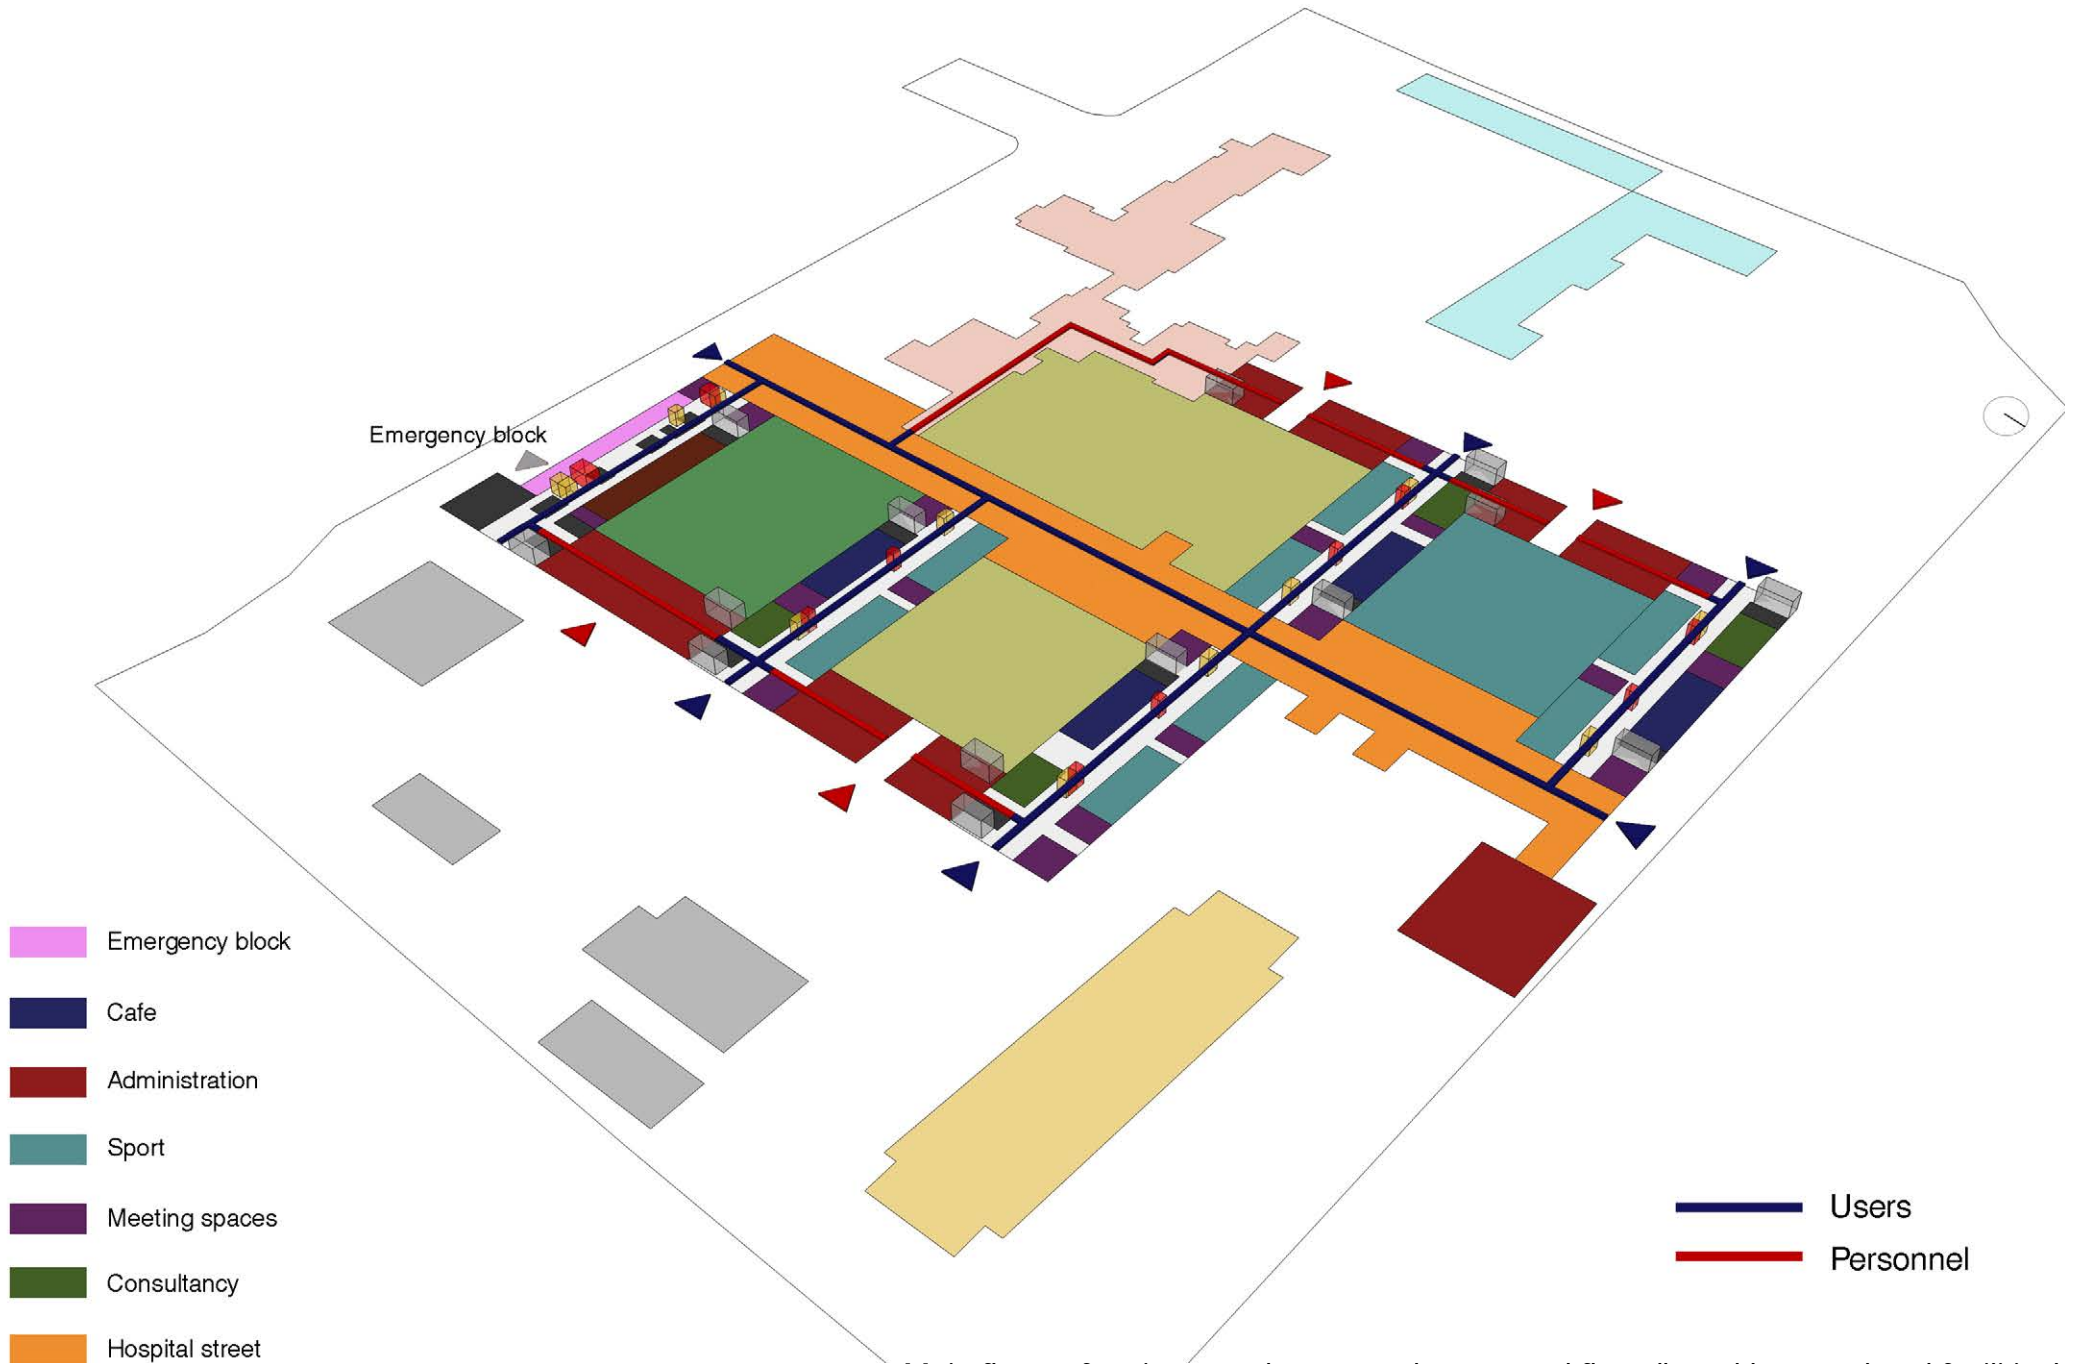 Emergency block
Emergency block
Cafe
Administration
Sport
Meeting spaces
Consultancy
Hospital street
Users
Personnel